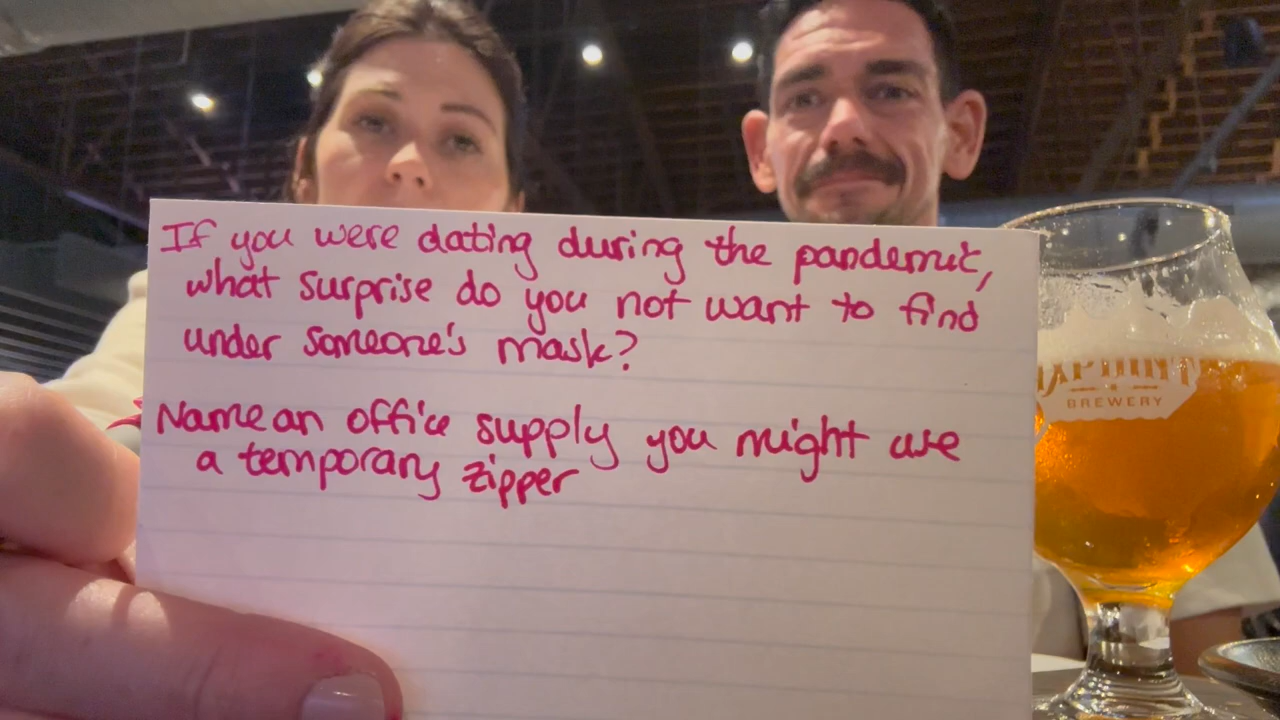 If you were dating during the pandemic,
what surprise do you not want to find
under someone's mask?
Name an office supply you might use
a temporary zipper
BREWERY